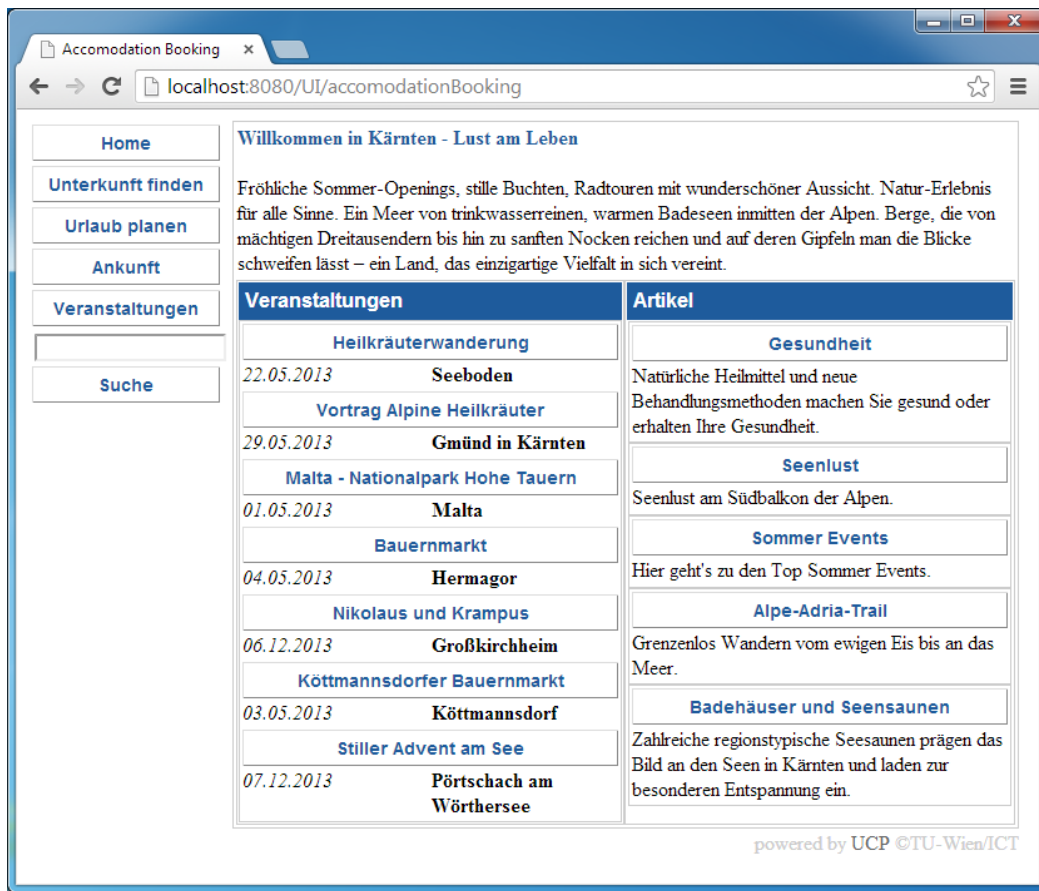 Accomodation Booking
localhost:8080/UI/accomodationBooking
Home
Unterkunft finden
Urlaub planen
Ankunft
Veranstaltungen
Suche
Willkommen in Kärnten - Lust am Leben
Fröhliche Sommer-Openings, stille Buchten, Radtouren mit wunderschöner Aussicht. Natur-Erlebnis
für alle Sinne. Ein Meer von trinkwasserreinen, warmen Badeseen inmitten der Alpen. Berge, die von
mächtigen Dreitausendern bis hin zu sanften Nocken reichen und auf deren Gipfeln man die Blicke
schweifen lässt – ein Land, das einzigartige Vielfalt in sich vereint.
Veranstaltungen
Heilkräuterwanderung
22.05.2013 Seeboden
Vortrag Alpine Heilkräuter
29.05.2013 Gmünd in Kärnten
Malta - Nationalpark Hohe Tauern
01.05.2013 Malta
Bauernmarkt
04.05.2013 Hermagor
Nikolaus und Krampus
06.12.2013 Großkirchheim
Köttmannsdorfer Bauernmarkt
03.05.2013 Köttmannsdorf
Stiller Advent am See
07.12.2013 Pörtschach am
Wörthersee
Artikel
Gesundheit
Natürliche Heilmittel und neue
Behandlungsmethoden machen Sie gesund oder
erhalten Ihre Gesundheit.
Seenlust
Seenlust am Südbalkon der Alpen.
Sommer Events
Hier geht's zu den Top Sommer Events.
Alpe-Adria-Trail
Grenzenlos Wandern vom ewigen Eis bis an das
Meer.
Badehäuser und Seensaunen
Zahlreiche regionstypische Seesaunen prägen das
Bild an den Seen in Kärnten und laden zur
besonderen Entspannung ein.
powered by UCP ©TU-Wien/ICT